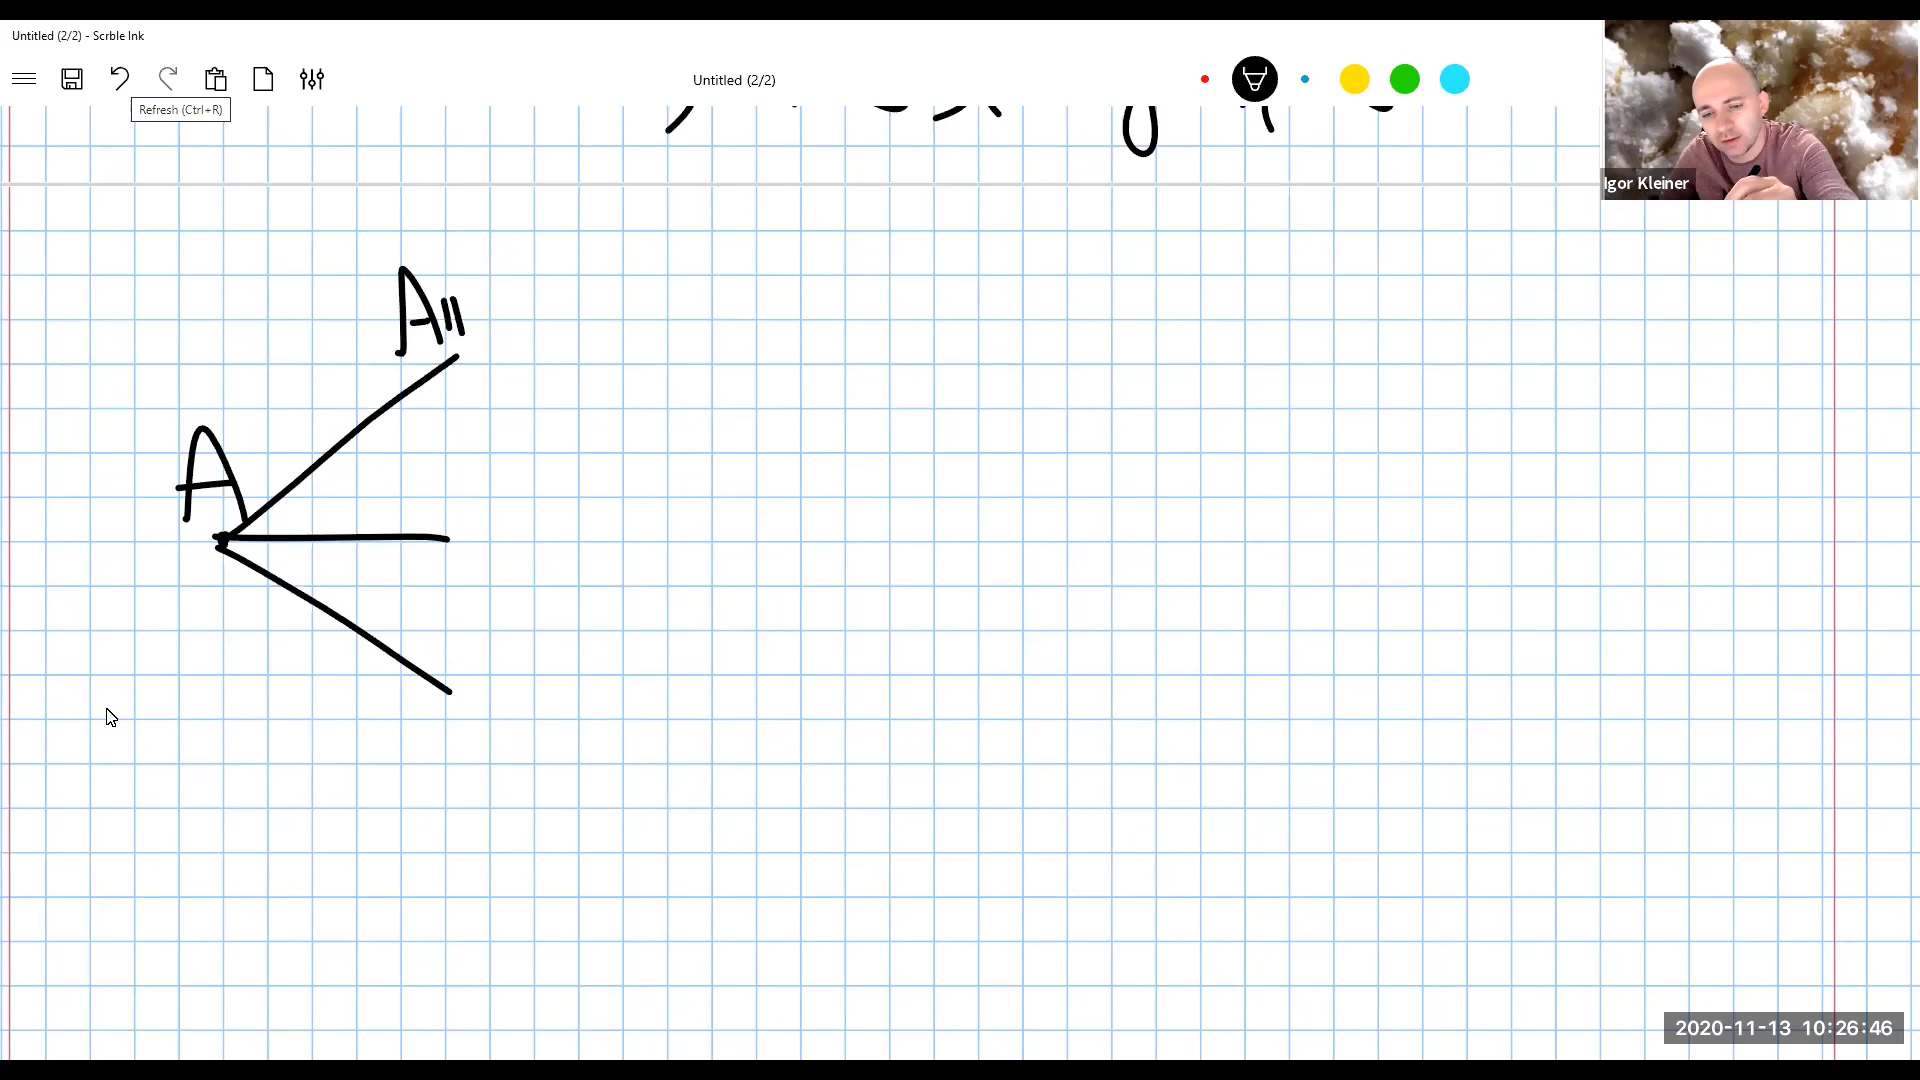 Untitled (2/2) - Scrble Ink
Untitled (2/2)
Refresh (Ctrl+R)
Igor Kleiner
A11
A
2020-11-13 10:26:46